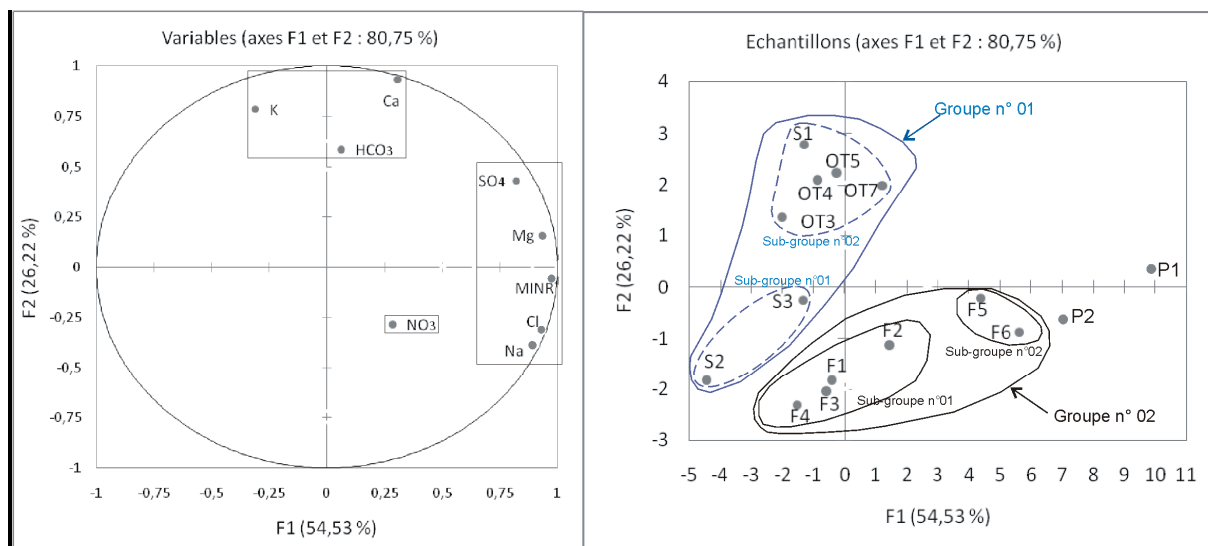 Variables (axes F1 et F2 : 80,75 %)
1
0,75
0,5
0,25
0
-0,25
-0,5
-0,75
-1
-1
-0,75
-0,5
-0,25
0
0,25
0,5
0,75
1
F2 (26,22 %)
F1 (54,53 %)
K
Ca
HCO3
SO4
Mg
MINR
Cl
Na
NO3
Echantillons (axes F1 et F2 : 80,75 %)
4
3
2
1
0
-1
-2
-3
-5
-4
-3
-2
-1
0
1
2
3
4
5
6
7
8
9
10
11
F2 (26,22 %)
F1 (54,53 %)
Groupe n° 01
S1
OT5
OT4
OT7
OT3
Sub-groupe n°02
Sub-groupe n°01
S3
S2
P1
P2
F5
F6
Sub-groupe n°02
F2
F1
F3
F4
Sub-groupe n°01
Groupe n° 02